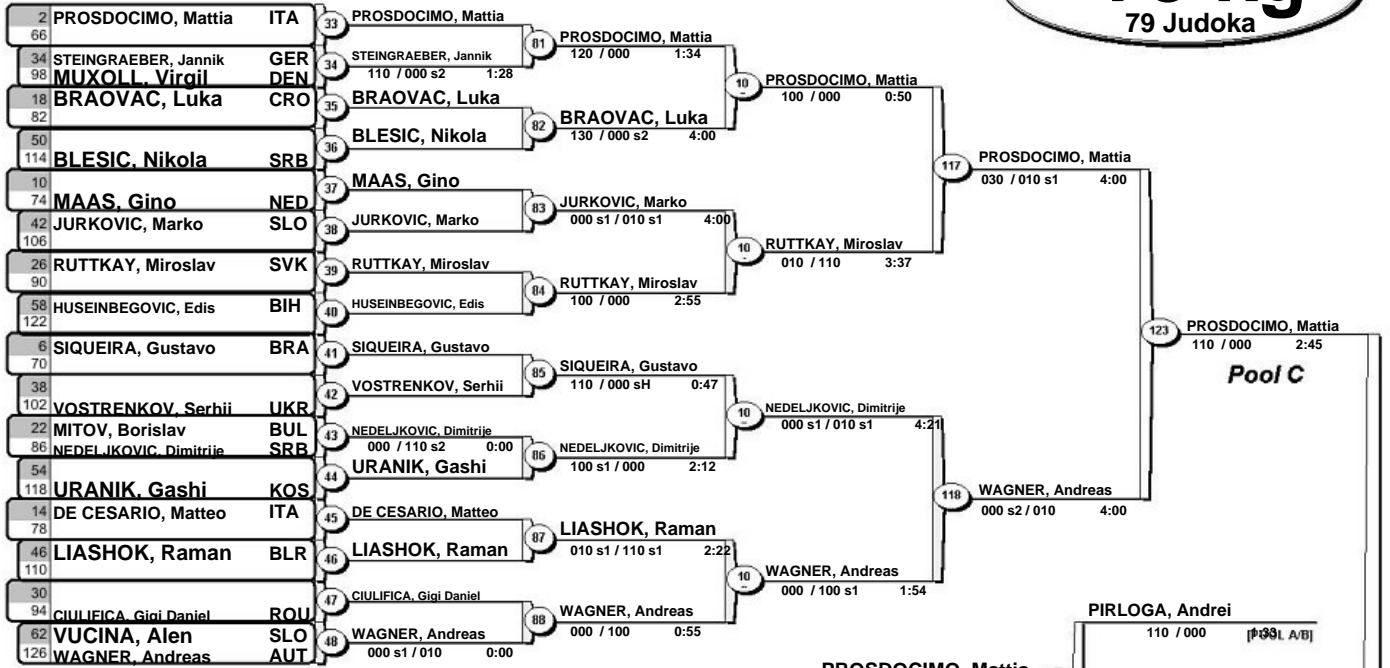 79 Judoka
2 PROSDOCIMO, Mattia ITA
66
34 STEINGRAEBER, Jannik GER
98 MUXOLL, Virgil DEN
18 BRAOVAC, Luka CRO
82
50
114 BLESIC, Nikola SRB
10
74 MAAS, Gino NED
42 JURKOVIC, Marko SLO
106
26 RUTTKAY, Miroslav SVK
90
58 HUSEINBEGOVIC, Edis BIH
122
6 SIQUEIRA, Gustavo BRA
70
38
102 VOSTRENKOV, Serhii UKR
22 MITOV, Borislav BUL
86 NEDELJKOVIC, Dimitrije SRB
54
118 URANIK, Gashi KOS
14 DE CESARIO, Matteo ITA
78
46 LIASHOK, Raman BLR
110
30
94 CIULIFICA, Gigi Daniel ROU
62 VUCINA, Alen SLO
126 WAGNER, Andreas AUT
33 PROSDOCIMO, Mattia
34 STEINGRAEBER, Jannik
110 / 000 s2 1:28
35 BRAOVAC, Luka
36 BLESIC, Nikola
37 MAAS, Gino
38 JURKOVIC, Marko
39 RUTTKAY, Miroslav
40 HUSEINBEGOVIC, Edis
41 SIQUEIRA, Gustavo
42 VOSTRENKOV, Serhii
43 NEDELJKOVIC, Dimitrije
000 / 110 s2 0:00
44 URANIK, Gashi
45 DE CESARIO, Matteo
46 LIASHOK, Raman
47 CIULIFICA, Gigi Daniel
48 WAGNER, Andreas
000 s1 / 010 0:00
81 PROSDOCIMO, Mattia
120 / 000 1:34
82 BRAOVAC, Luka
130 / 000 s2 4:00
83 JURKOVIC, Marko
000 s1 / 010 s1 4:00
84 RUTTKAY, Miroslav
100 / 000 2:55
85 SIQUEIRA, Gustavo
110 / 000 sH 0:47
86 NEDELJKOVIC, Dimitrije
100 s1 / 000 2:12
87 LIASHOK, Raman
010 s1 / 110 s1 2:22
88 WAGNER, Andreas
000 / 100 0:55
10 PROSDOCIMO, Mattia
100 / 000 0:50
10 RUTTKAY, Miroslav
010 / 110 3:37
10 NEDELJKOVIC, Dimitrije
000 s1 / 010 s1 4:21
10 WAGNER, Andreas
000 / 100 s1 1:54
117 PROSDOCIMO, Mattia
030 / 010 s1 4:00
118 WAGNER, Andreas
000 s2 / 010 4:00
123 PROSDOCIMO, Mattia
110 / 000 2:45
Pool C
PIRLOGA, Andrei
110 / 000 1:33 [POOL A/B]
PROSDOCIMO, Mattia